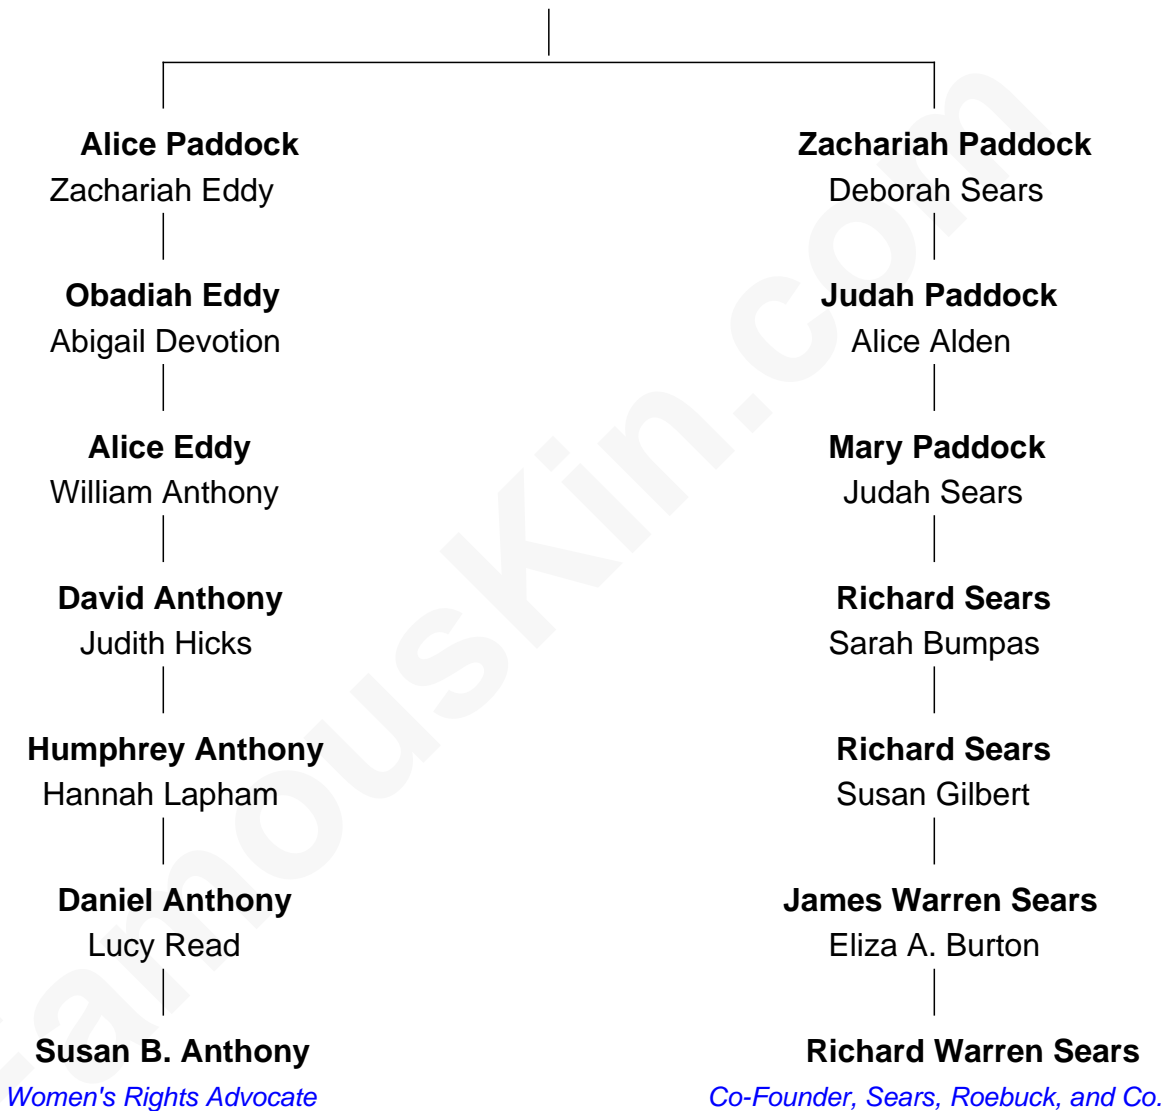 Alice Paddock
Zachariah Eddy
Obadiah Eddy
Abigail Devotion
Alice Eddy
William Anthony
David Anthony
Judith Hicks
Humphrey Anthony
Hannah Lapham
Daniel Anthony
Lucy Read
Susan B. Anthony
Women's Rights Advocate
Zachariah Paddock
Deborah Sears
Judah Paddock
Alice Alden
Mary Paddock
Judah Sears
Richard Sears
Sarah Bumpas
Richard Sears
Susan Gilbert
James Warren Sears
Eliza A. Burton
Richard Warren Sears
Co-Founder, Sears, Roebuck, and Co.
FamousKin.com